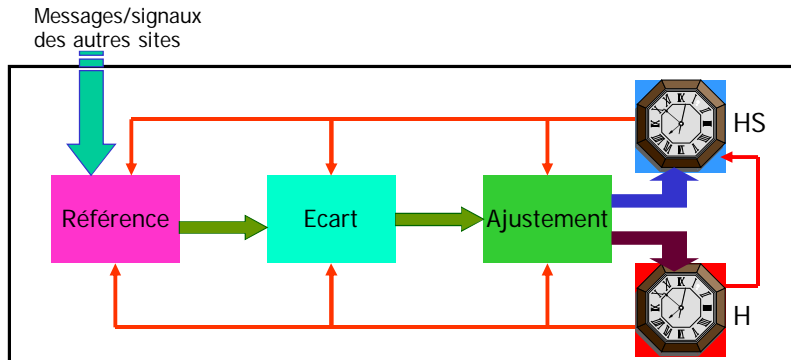 Messages/signaux
des autres sites
HS
Référence
Ecart
Ajustement
H